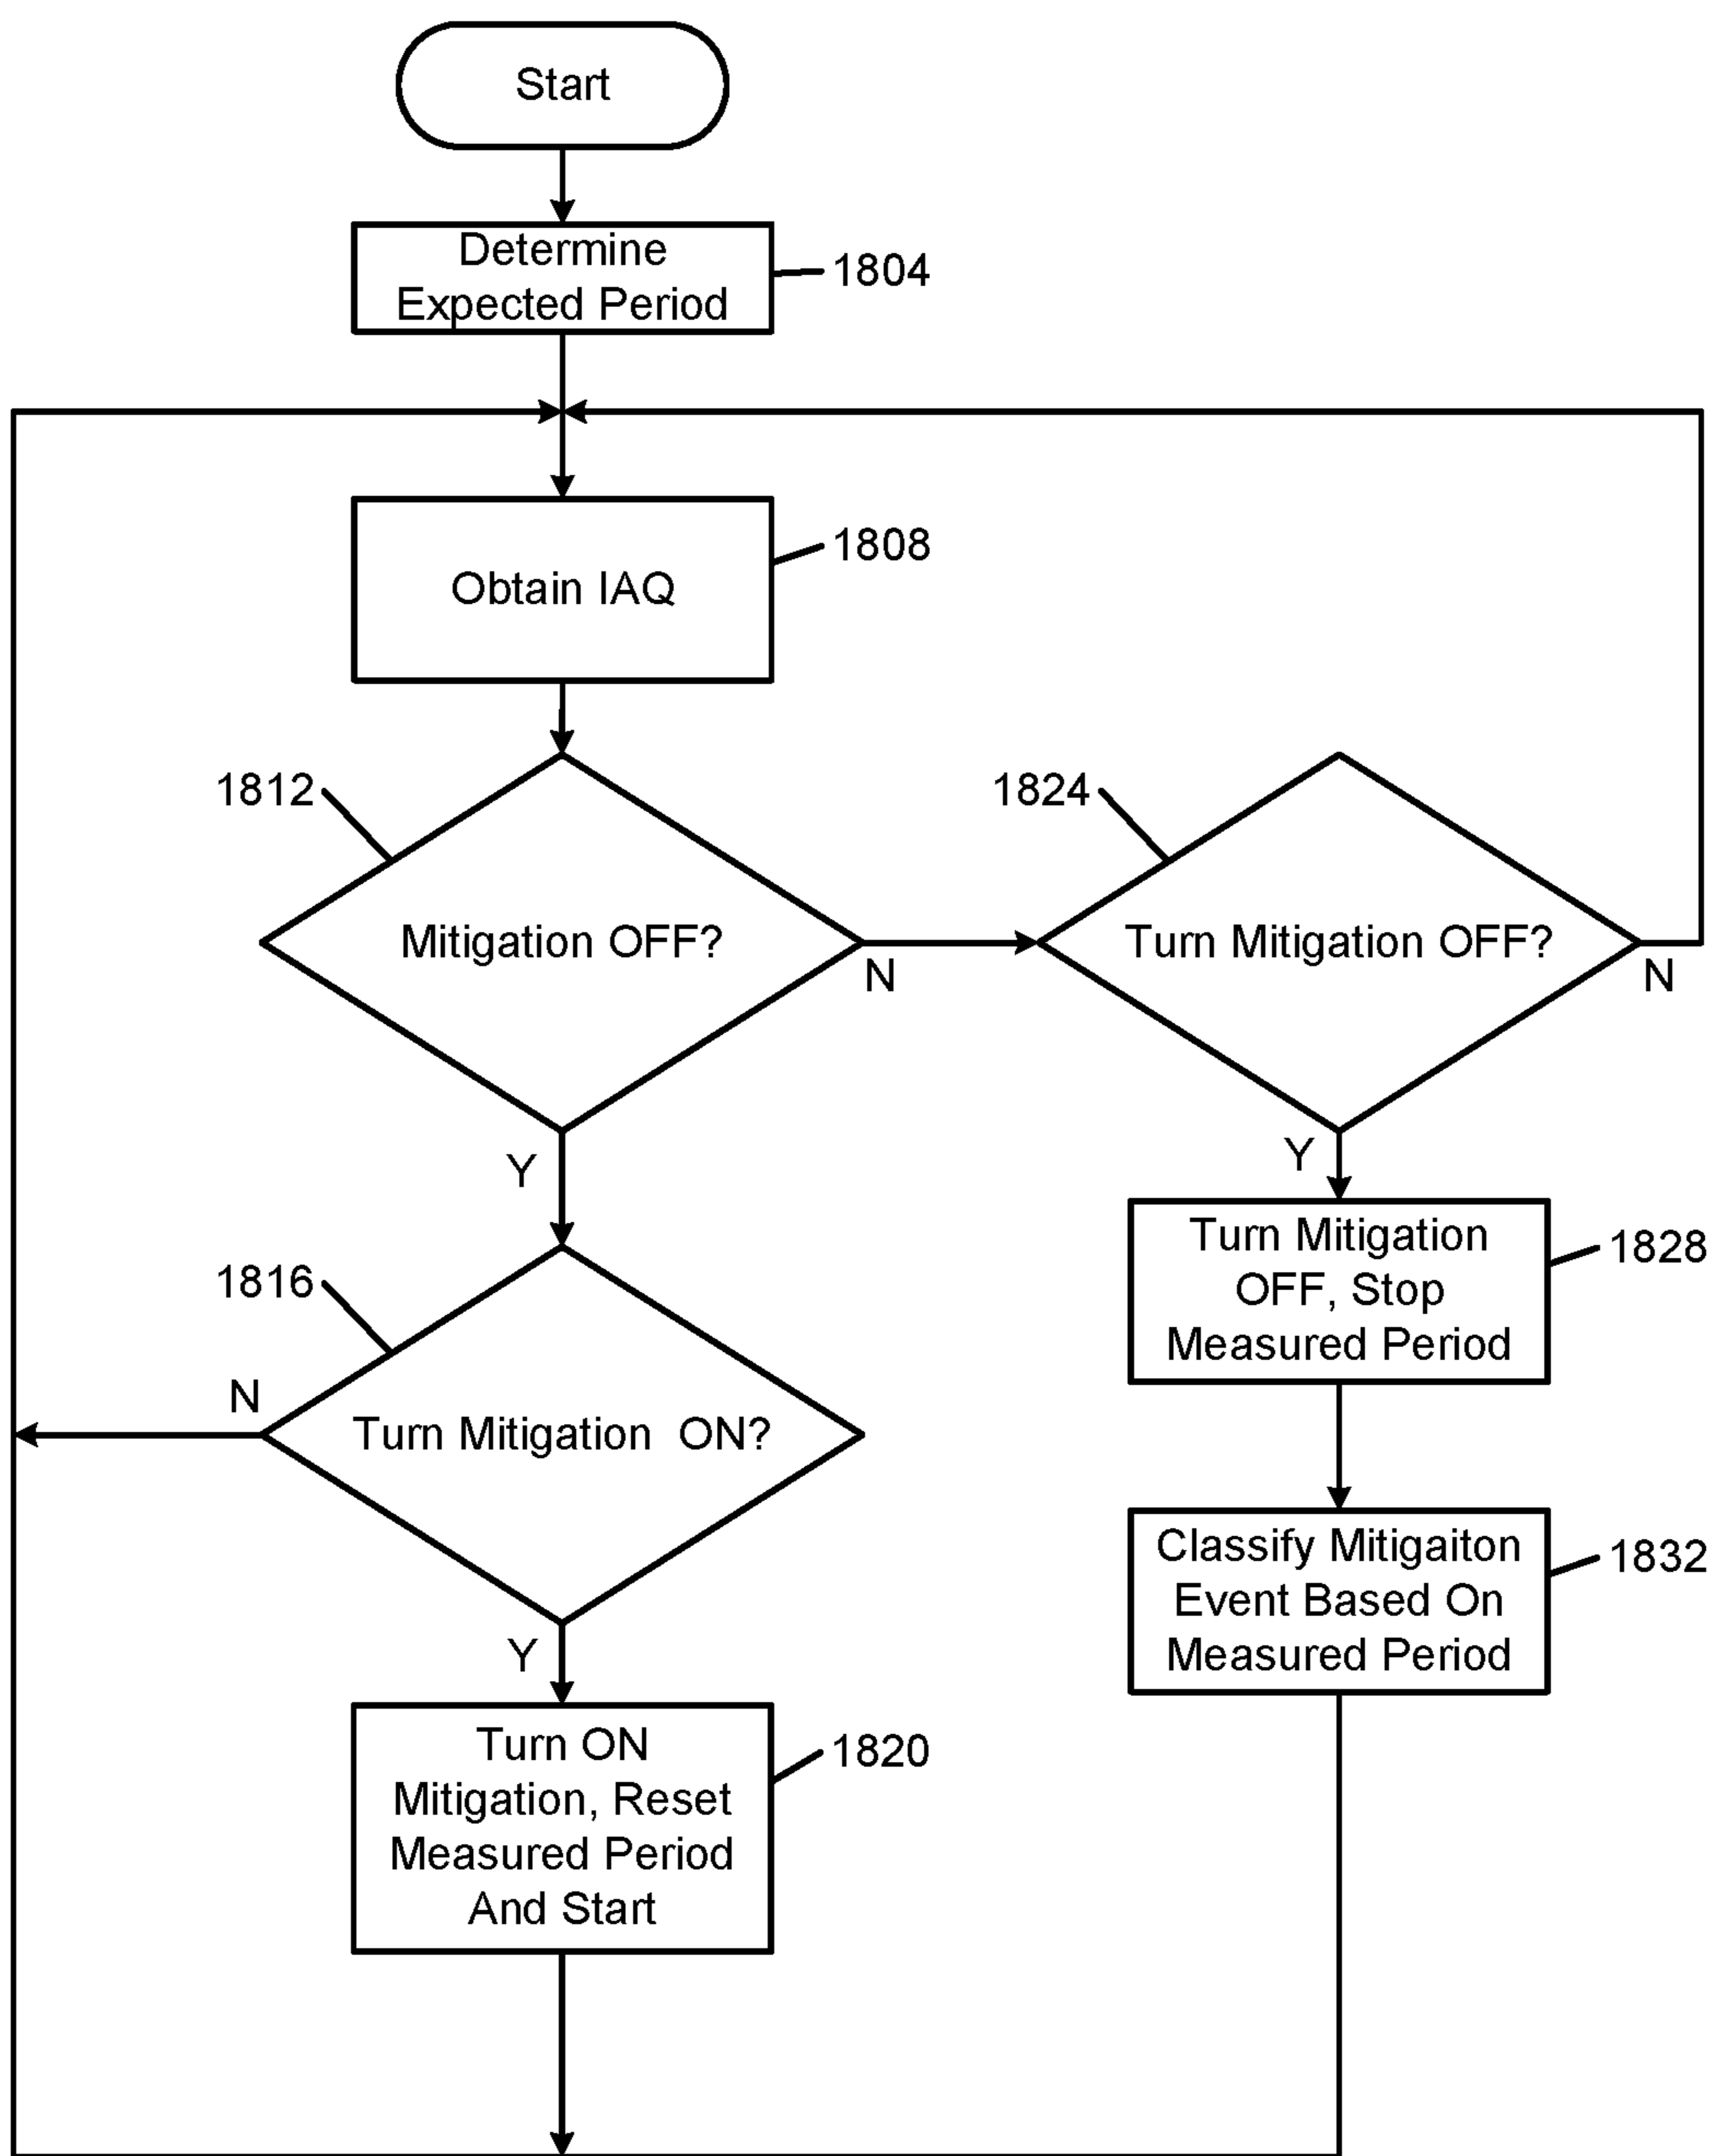 Start
Determine
Expected Period
1804
Obtain IAQ
1808
1812
Mitigation OFF?
N
Y
1824
Turn Mitigation OFF?
N
Y
1816
Turn Mitigation ON?
N
Y
Turn ON
Mitigation, Reset
Measured Period
And Start
1820
Turn Mitigation
OFF, Stop
Measured Period
1828
Classify Mitigaiton
Event Based On
Measured Period
1832